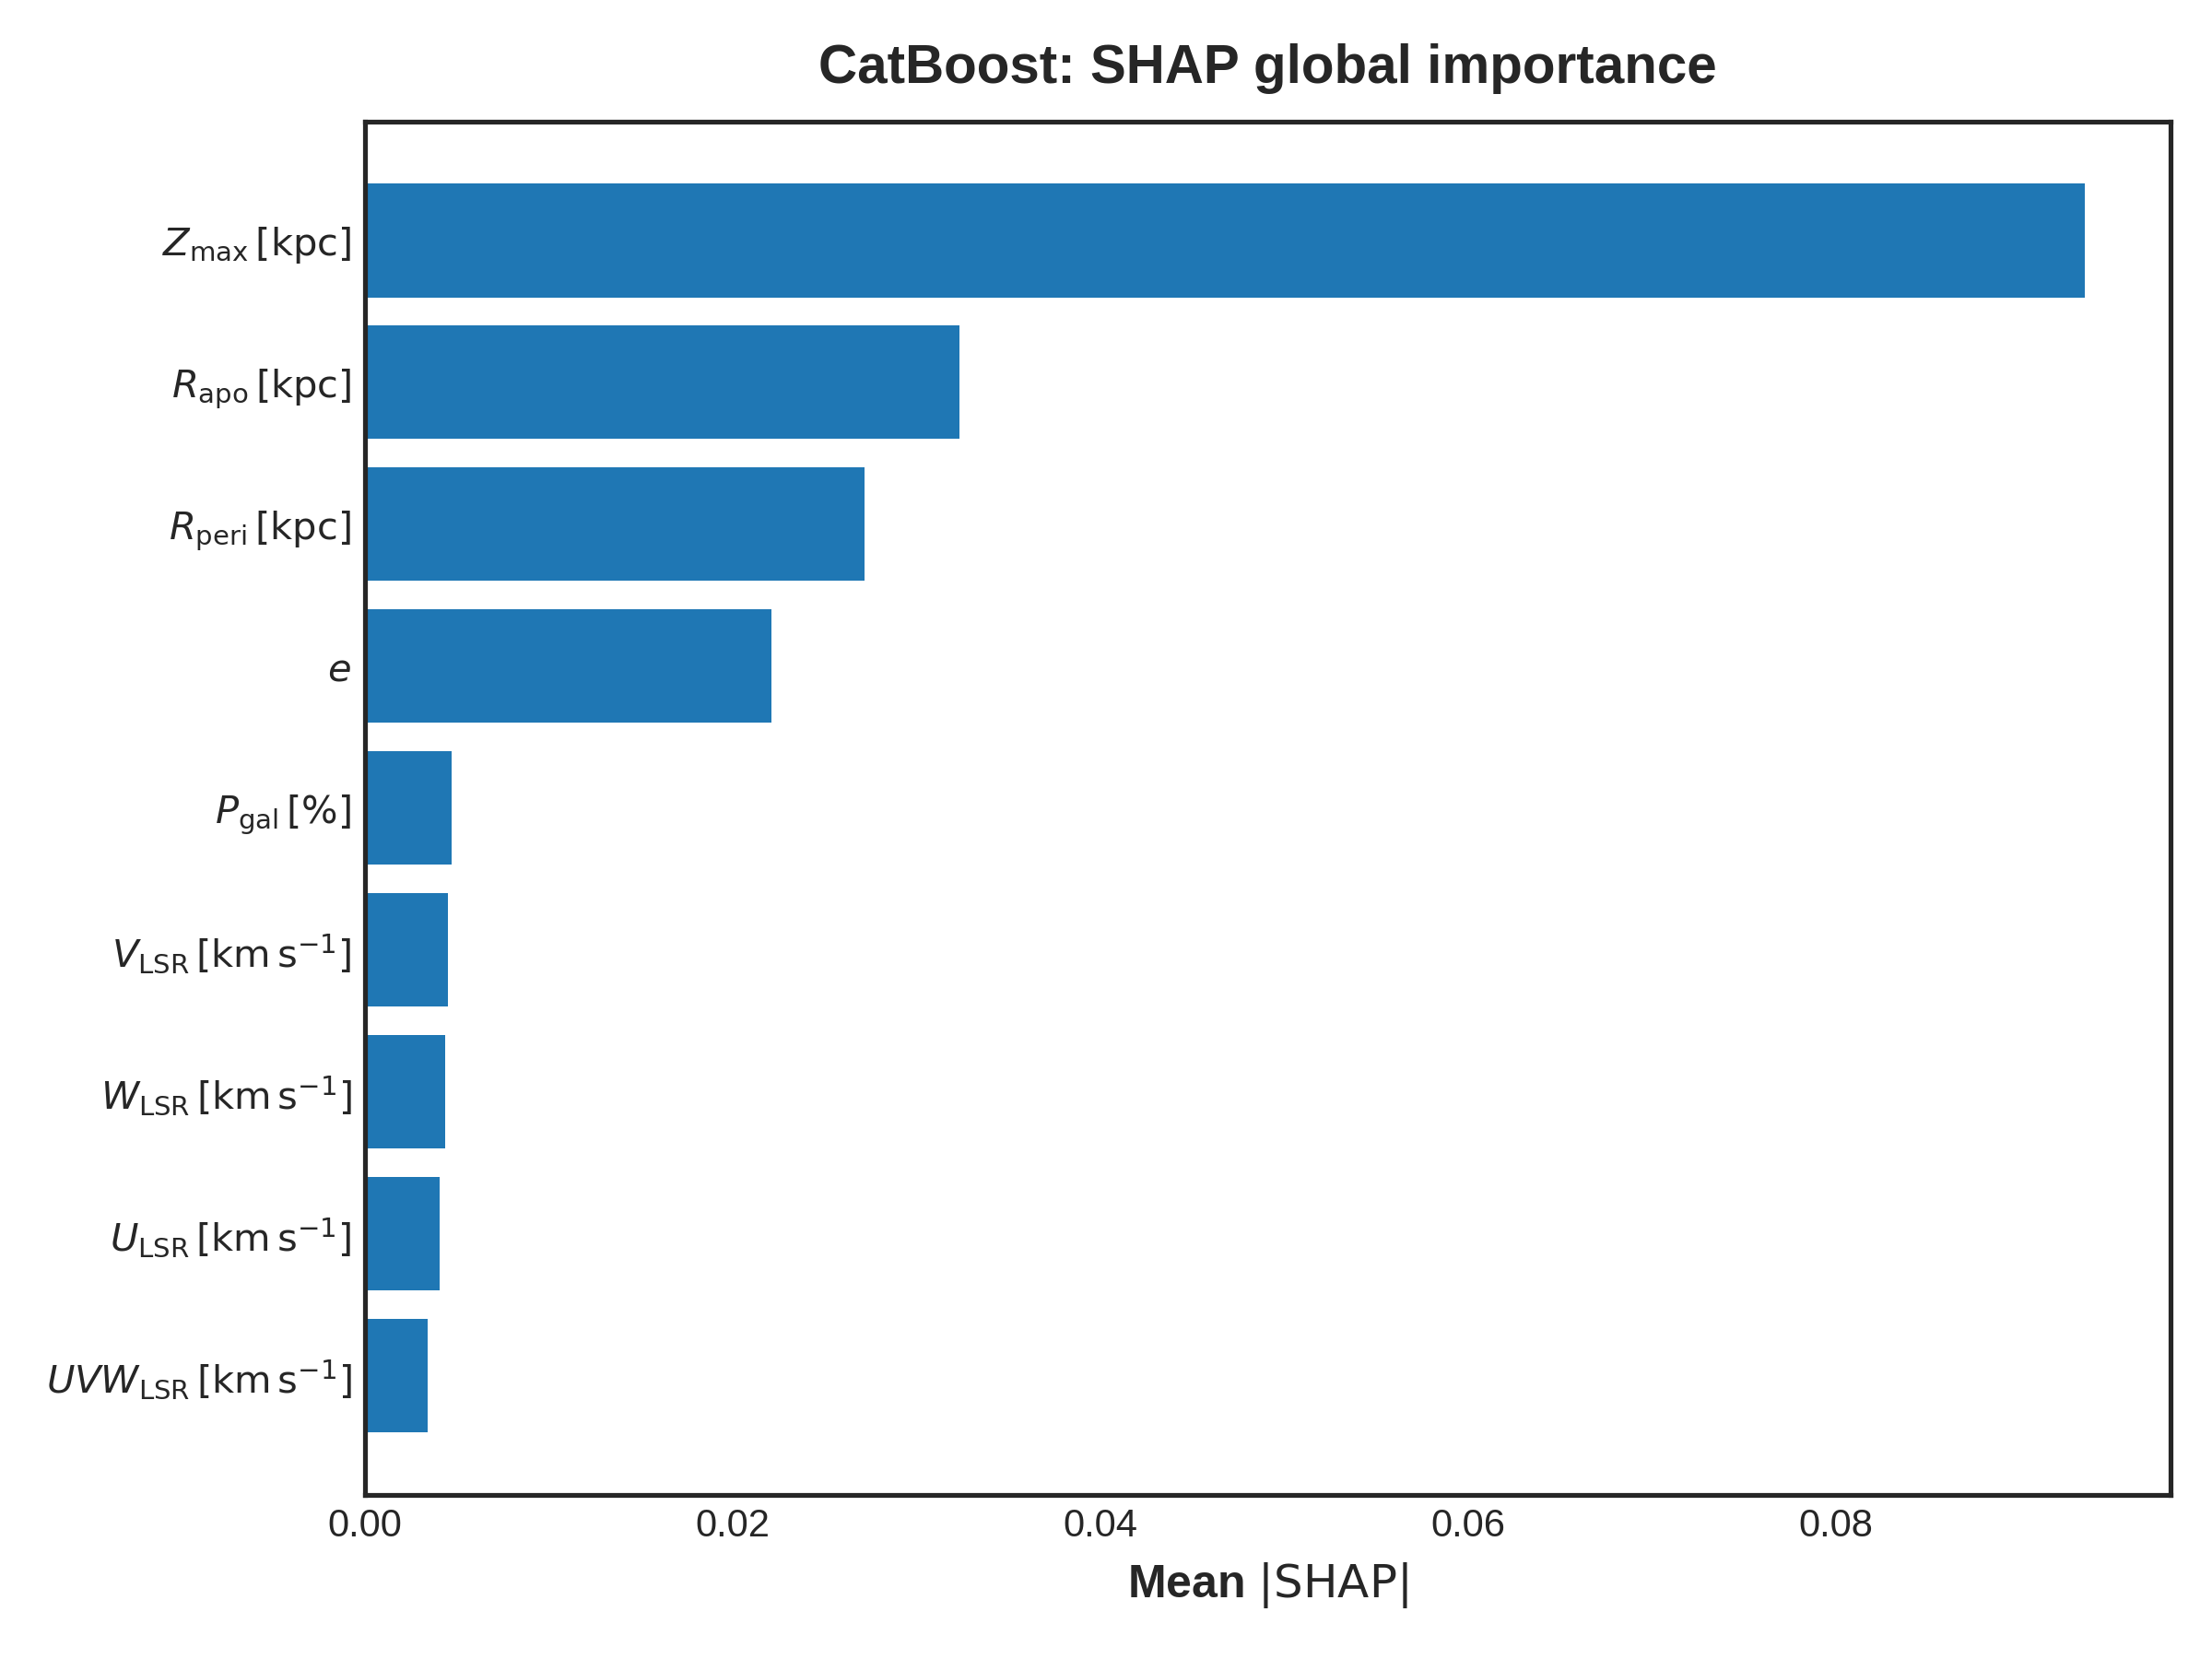 CatBoost: SHAP global importance
Z_max [kpc]
R_apo [kpc]
R_peri [kpc]
e
P_gal [%]
V_LSR [km s⁻¹]
W_LSR [km s⁻¹]
U_LSR [km s⁻¹]
UVW_LSR [km s⁻¹]
0.00 0.02 0.04 0.06 0.08
Mean |SHAP|